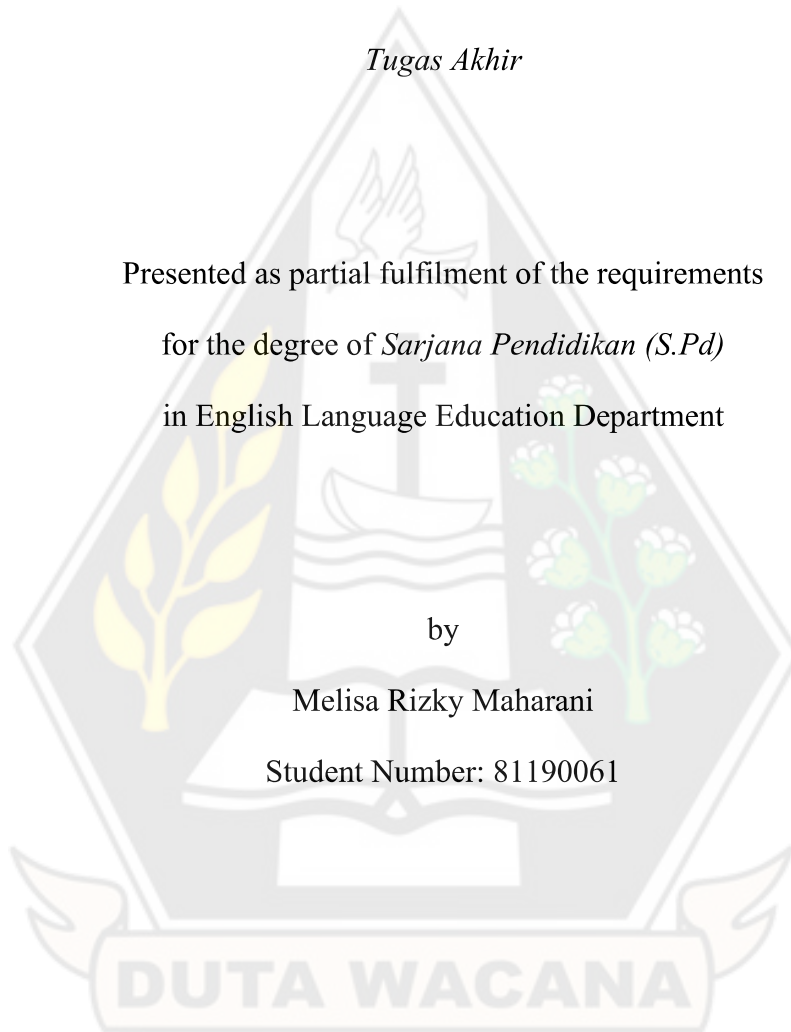 Tugas Akhir
Presented as partial fulfilment of the requirements
for the degree of Sarjana Pendidikan (S.Pd)
in English Language Education Department
by
Melisa Rizky Maharani
Student Number: 81190061
DUTA WACANA